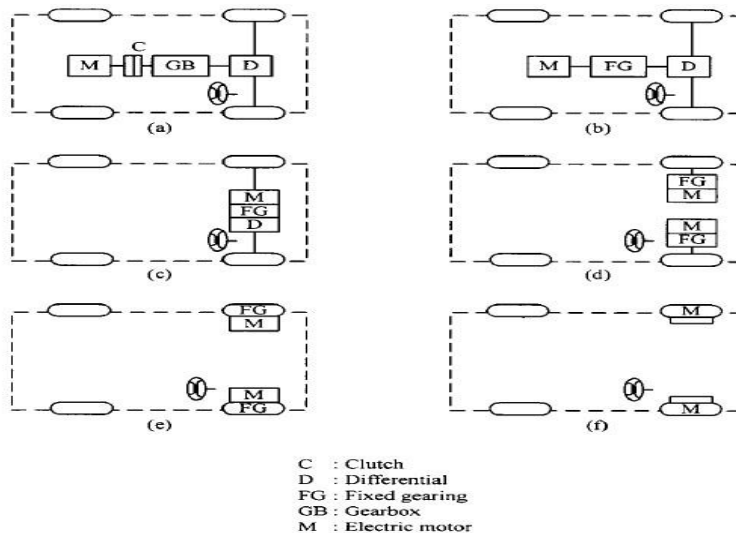 C
M GB D
(a)
M FG D
(b)
M
FG
D
(c)
FG
M
M
FG
(d)
FG
M
M
FG
(e)
M
M
(f)
C : Clutch
D : Differential
FG : Fixed gearing
GB : Gearbox
M : Electric motor